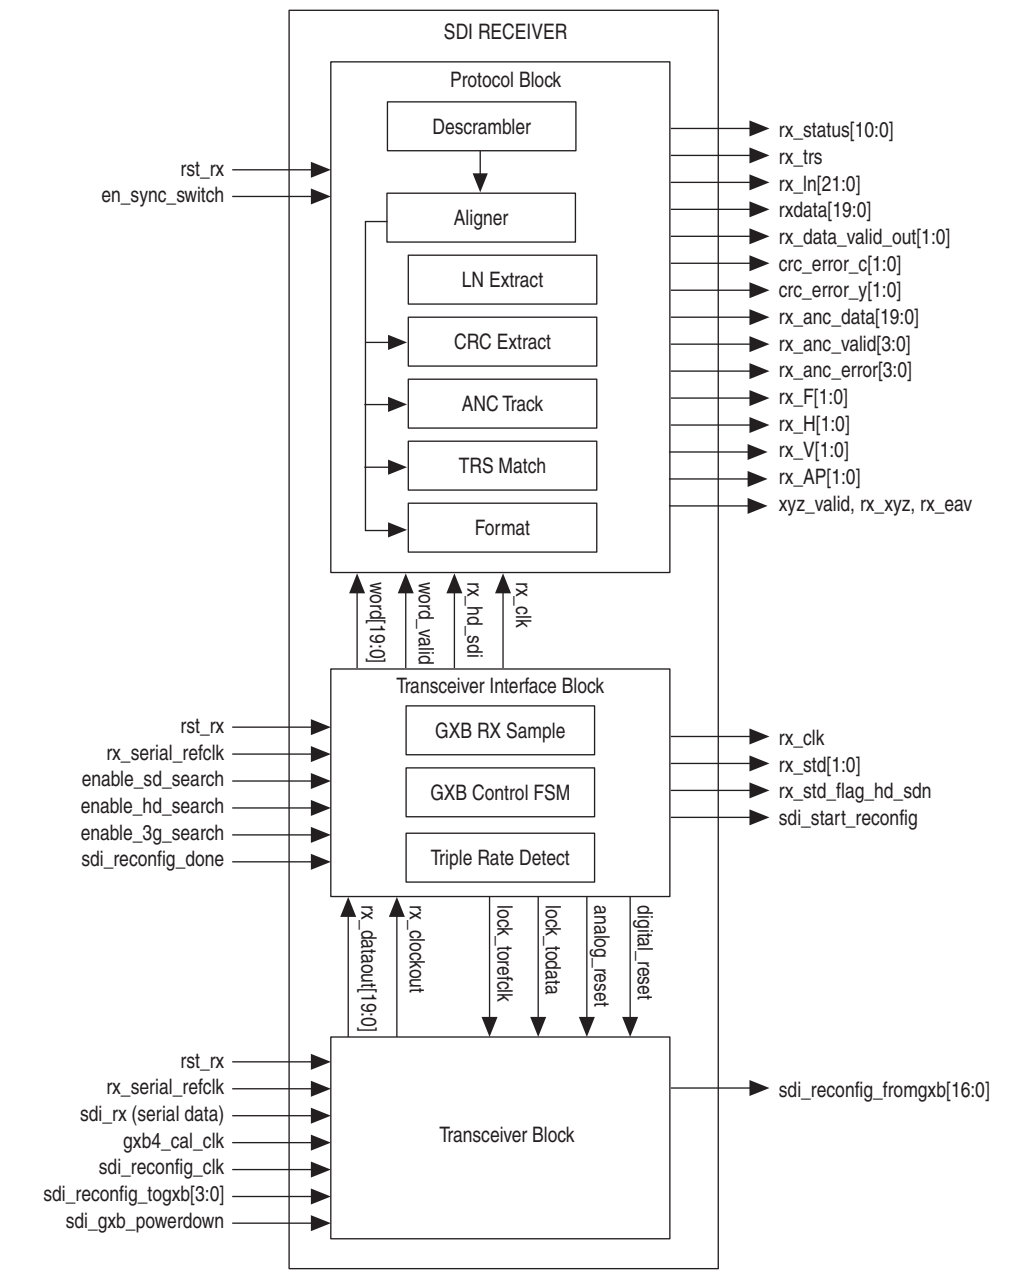 SDI RECEIVER
Protocol Block
Descrambler
Aligner
LN Extract
CRC Extract
ANC Track
TRS Match
Format
rst_rx
en_sync_switch
rx_status[10:0]
rx_trs
rx_ln[21:0]
rxdata[19:0]
rx_data_valid_out[1:0]
crc_error_c[1:0]
crc_error_y[1:0]
rx_anc_data[19:0]
rx_anc_valid[3:0]
rx_anc_error[3:0]
rx_F[1:0]
rx_H[1:0]
rx_V[1:0]
rx_AP[1:0]
xyz_valid, rx_xyz, rx_eav
word[19:0]
word_valid
rx_hd_sdi
rx_clk
Transceiver Interface Block
GXB RX Sample
GXB Control FSM
Triple Rate Detect
rst_rx
rx_serial_refclk
enable_sd_search
enable_hd_search
enable_3g_search
sdi_reconfig_done
rx_clk
rx_std[1:0]
rx_std_flag_hd_sdn
sdi_start_reconfig
rx_dataout[19:0]
rx_clockout
lock_torefclk
lock_todata
analog_reset
digital_reset
rst_rx
rx_serial_refclk
sdi_rx (serial data)
gxb4_cal_clk
sdi_reconfig_clk
sdi_reconfig_togxb[3:0]
sdi_gxb_powerdown
Transceiver Block
sdi_reconfig_fromgxb[16:0]